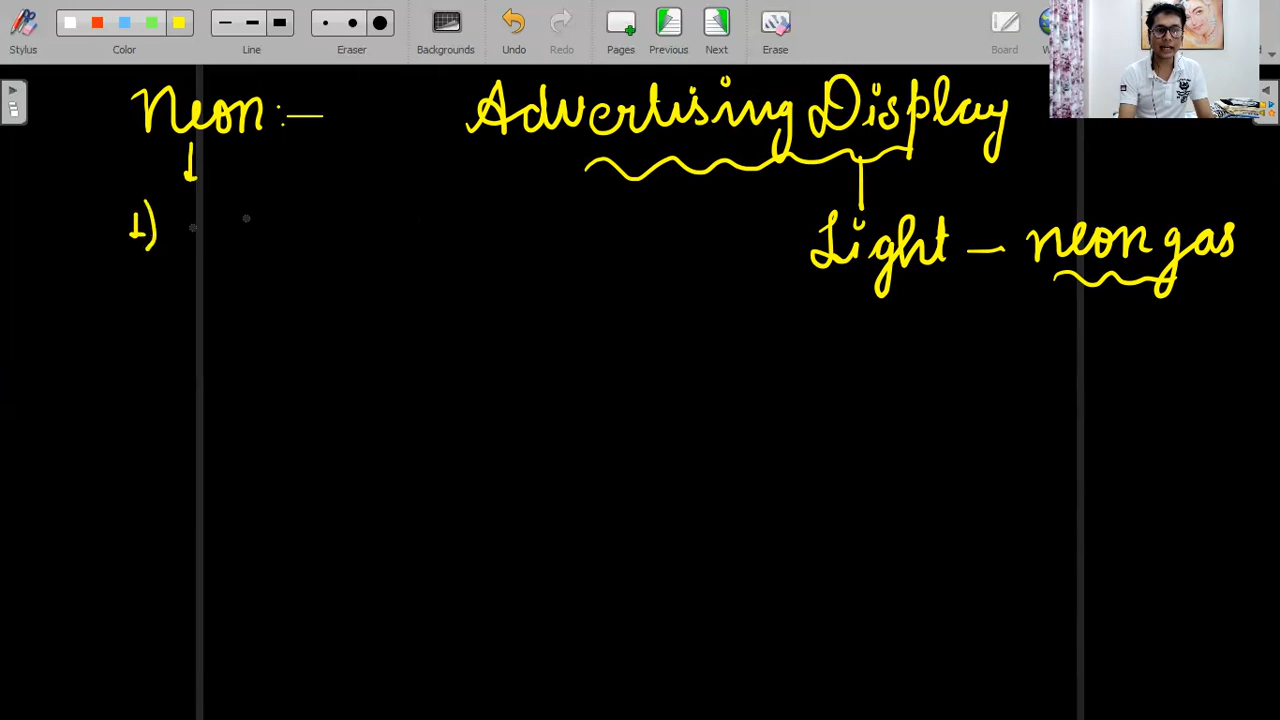 Stylus Color Line Eraser Backgrounds Undo Redo Pages Previous Next Erase Board
Neon :— Advertising Display
Light – neon gas
1)